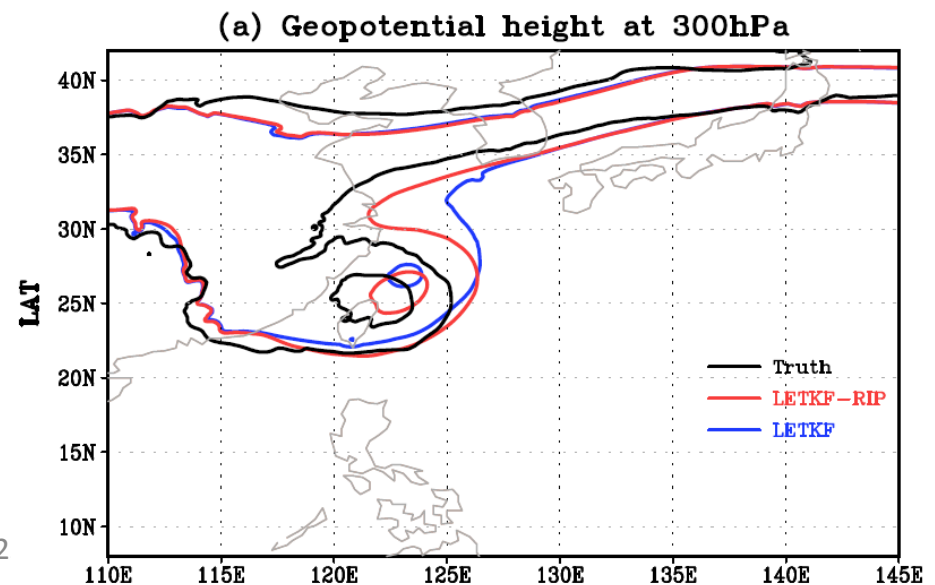 (a) Geopotential height at 300hPa
40N
35N
30N
25N
20N
15N
10N
LAT
Truth
LETKF-RIP
LETKF
2
110E 115E 120E 125E 130E 135E 140E 145E